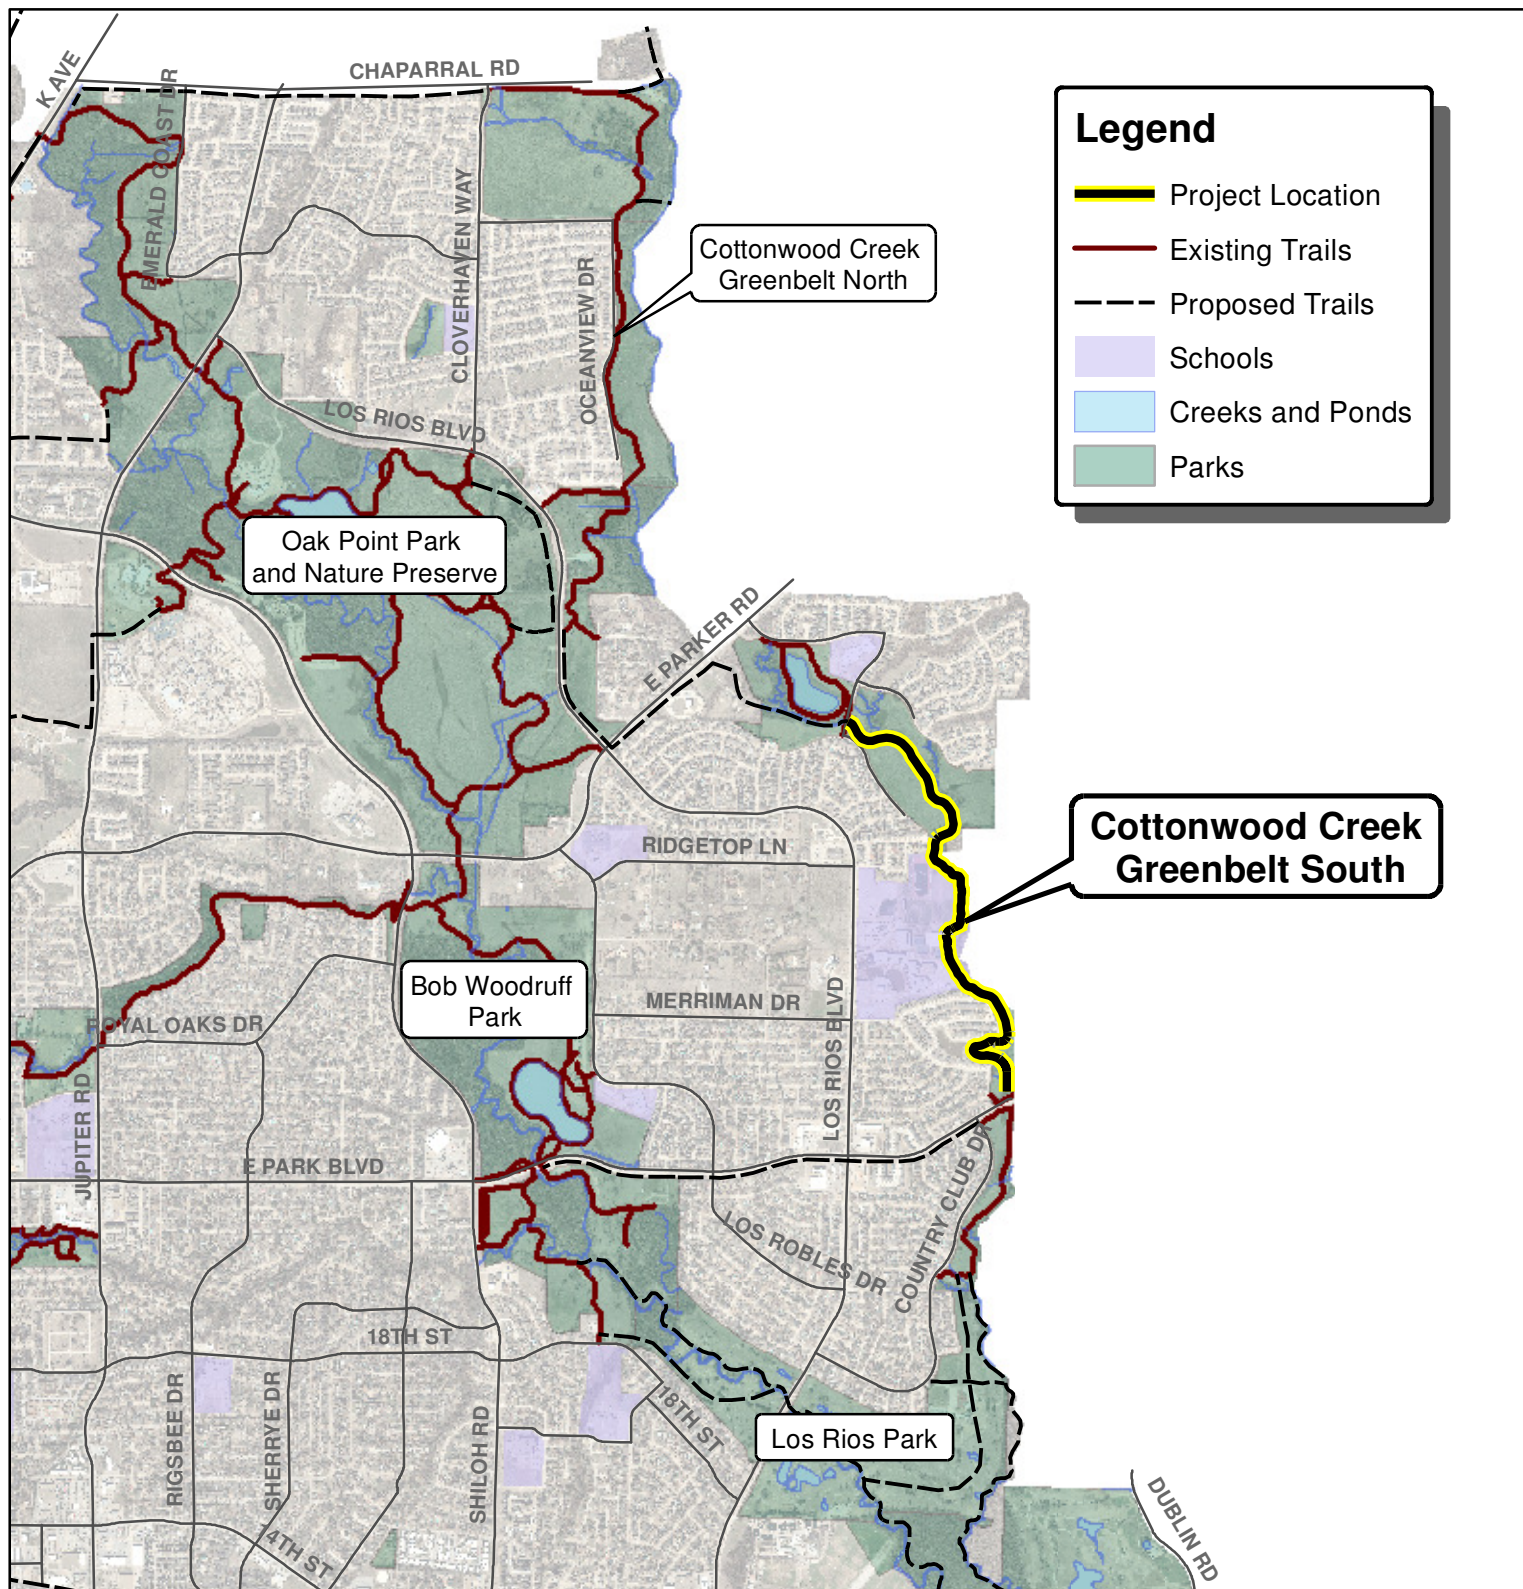 K AVE
CHAPARRAL RD
EMERALD COAST DR
CLOVERHAVEN WAY
OCEANVIEW DR
Cottonwood Creek
Greenbelt North
Legend
Project Location
Existing Trails
Proposed Trails
Schools
Creeks and Ponds
Parks
LOS RIOS BLVD
Oak Point Park
and Nature Preserve
E PARKER RD
RIDGETOP LN
Cottonwood Creek
Greenbelt South
Bob Woodruff
Park
MERRIMAN DR
LOS RIOS BLVD
ROYAL OAKS DR
JUPITER RD
E PARK BLVD
COUNTRY CLUB DR
LOS ROBLES DR
18TH ST
RIGSBEE DR
SHERRYE DR
SHILOH RD
18TH ST
Los Rios Park
14TH ST
DUBLIN RD